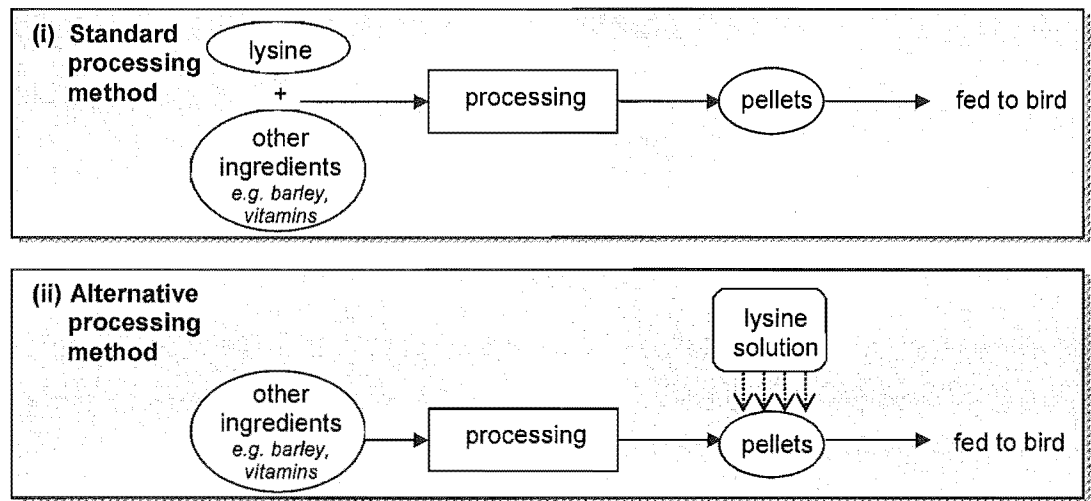 (i) Standard
processing
method
lysine
+
other
ingredients
e.g. barley,
vitamins
processing
pellets
fed to bird
(ii) Alternative
processing
method
other
ingredients
e.g. barley,
vitamins
processing
lysine
solution
pellets
fed to bird